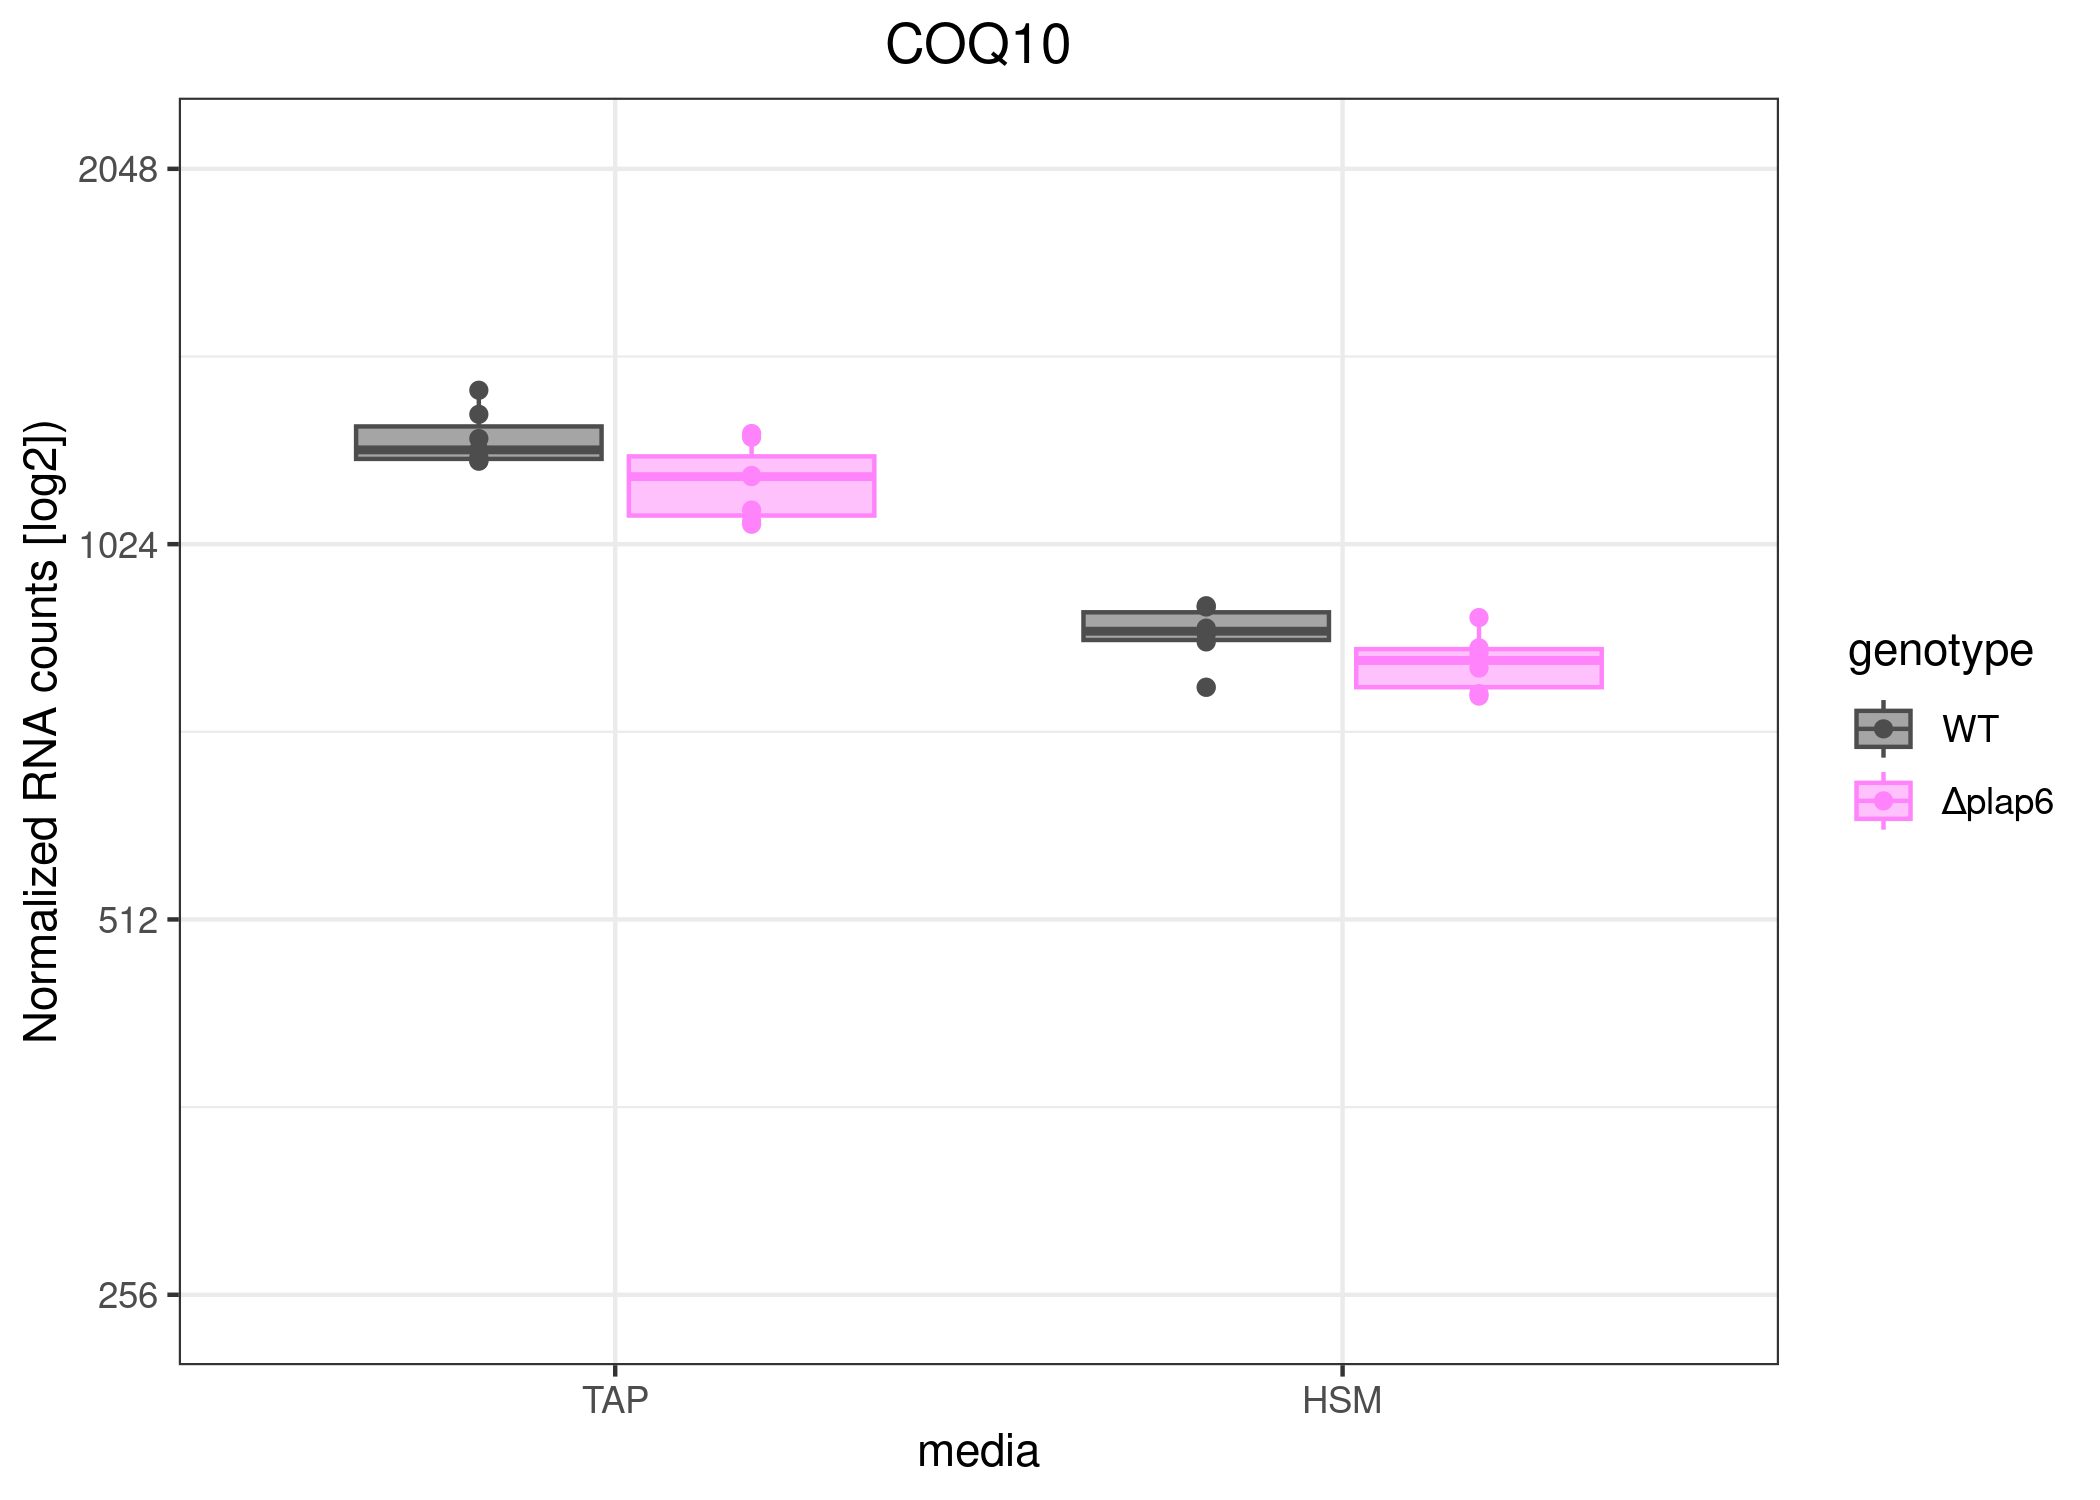 COQ10
Normalized RNA counts [log2])
2048
1024
512
256
TAP
HSM
media
genotype
WT
Δplap6